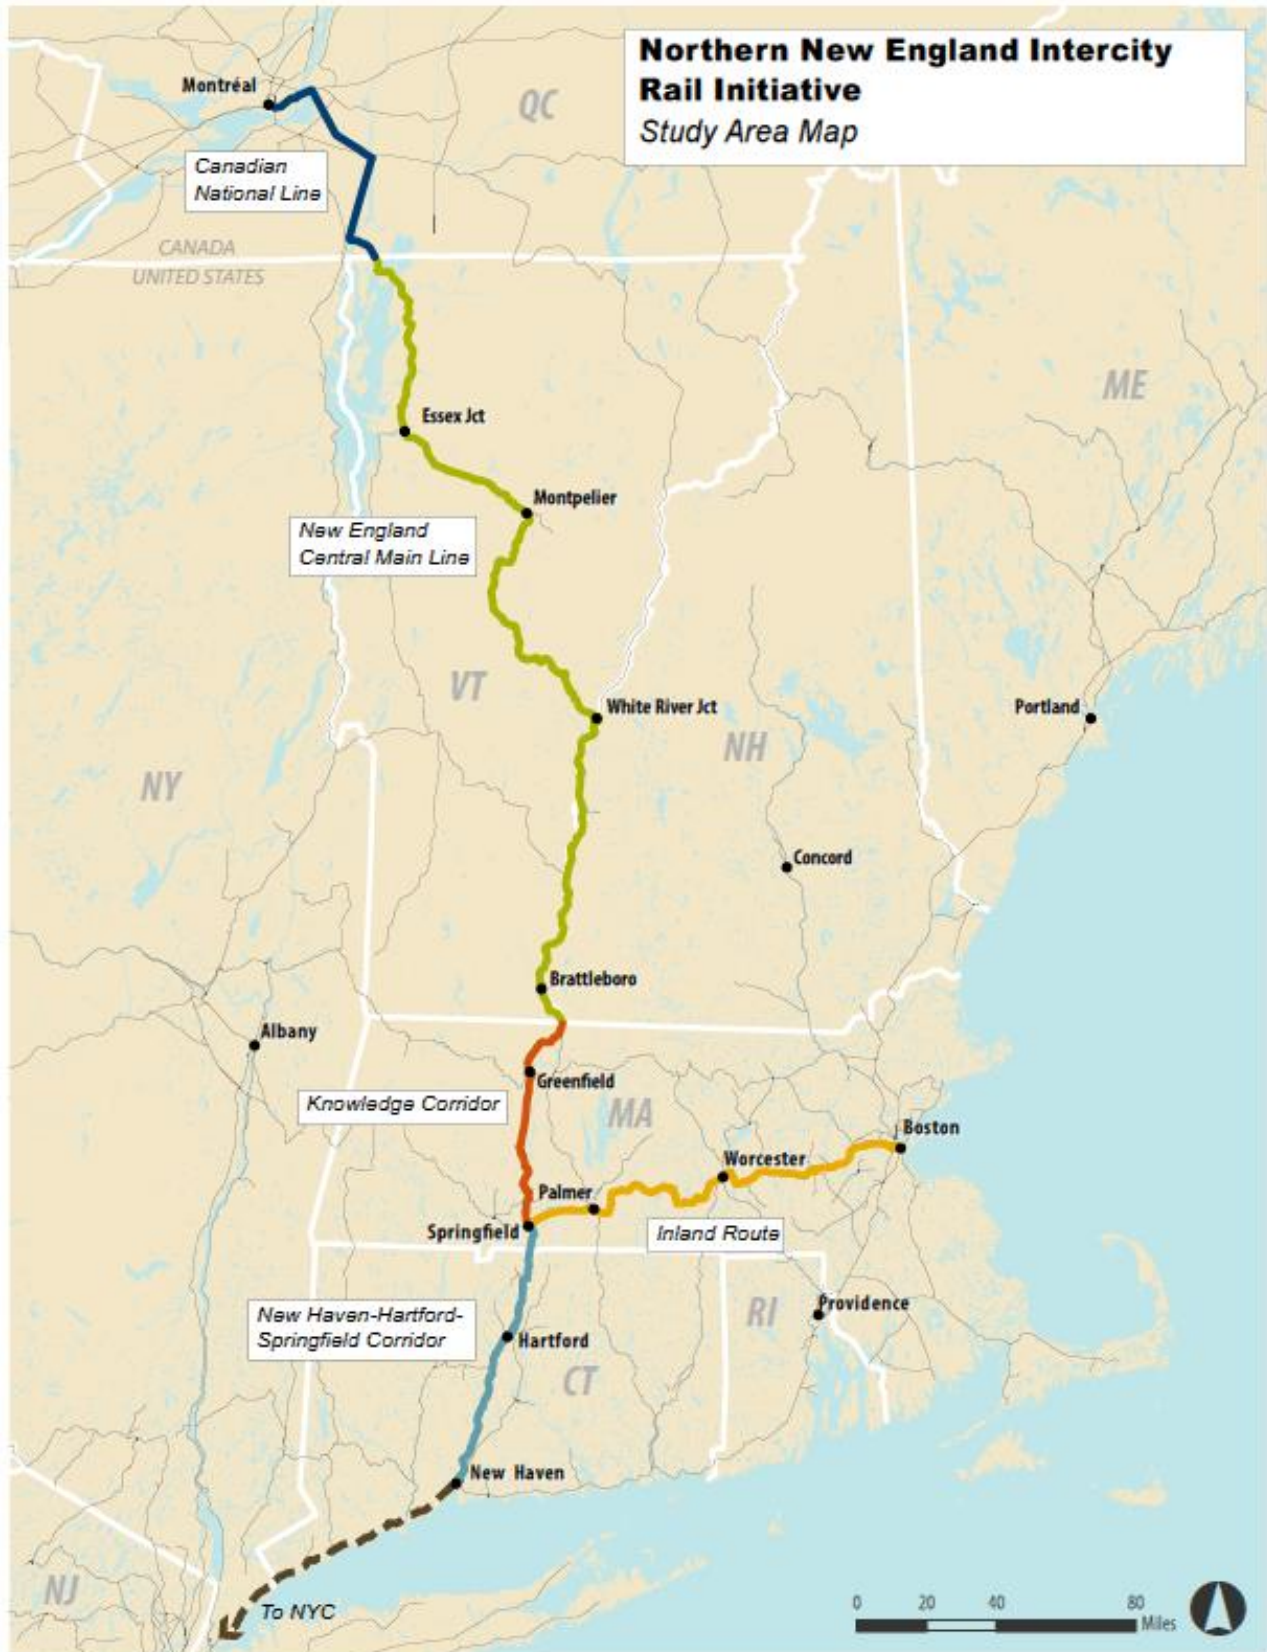 Northern New England Intercity
Rail Initiative
Study Area Map
Montréal
QC
Canadian
National Line
CANADA
UNITED STATES
ME
Essex Jct
Montpelier
New England
Central Main Line
VT
White River Jct
Portland
NH
NY
Concord
Brattleboro
Albany
Greenfield
Knowledge Corridor
MA
Boston
Worcester
Palmer
Springfield
Inland Route
New Haven-Hartford-
Springfield Corridor
RI
Providence
Hartford
CT
New Haven
NJ
To NYC
0 20 40 80
Miles